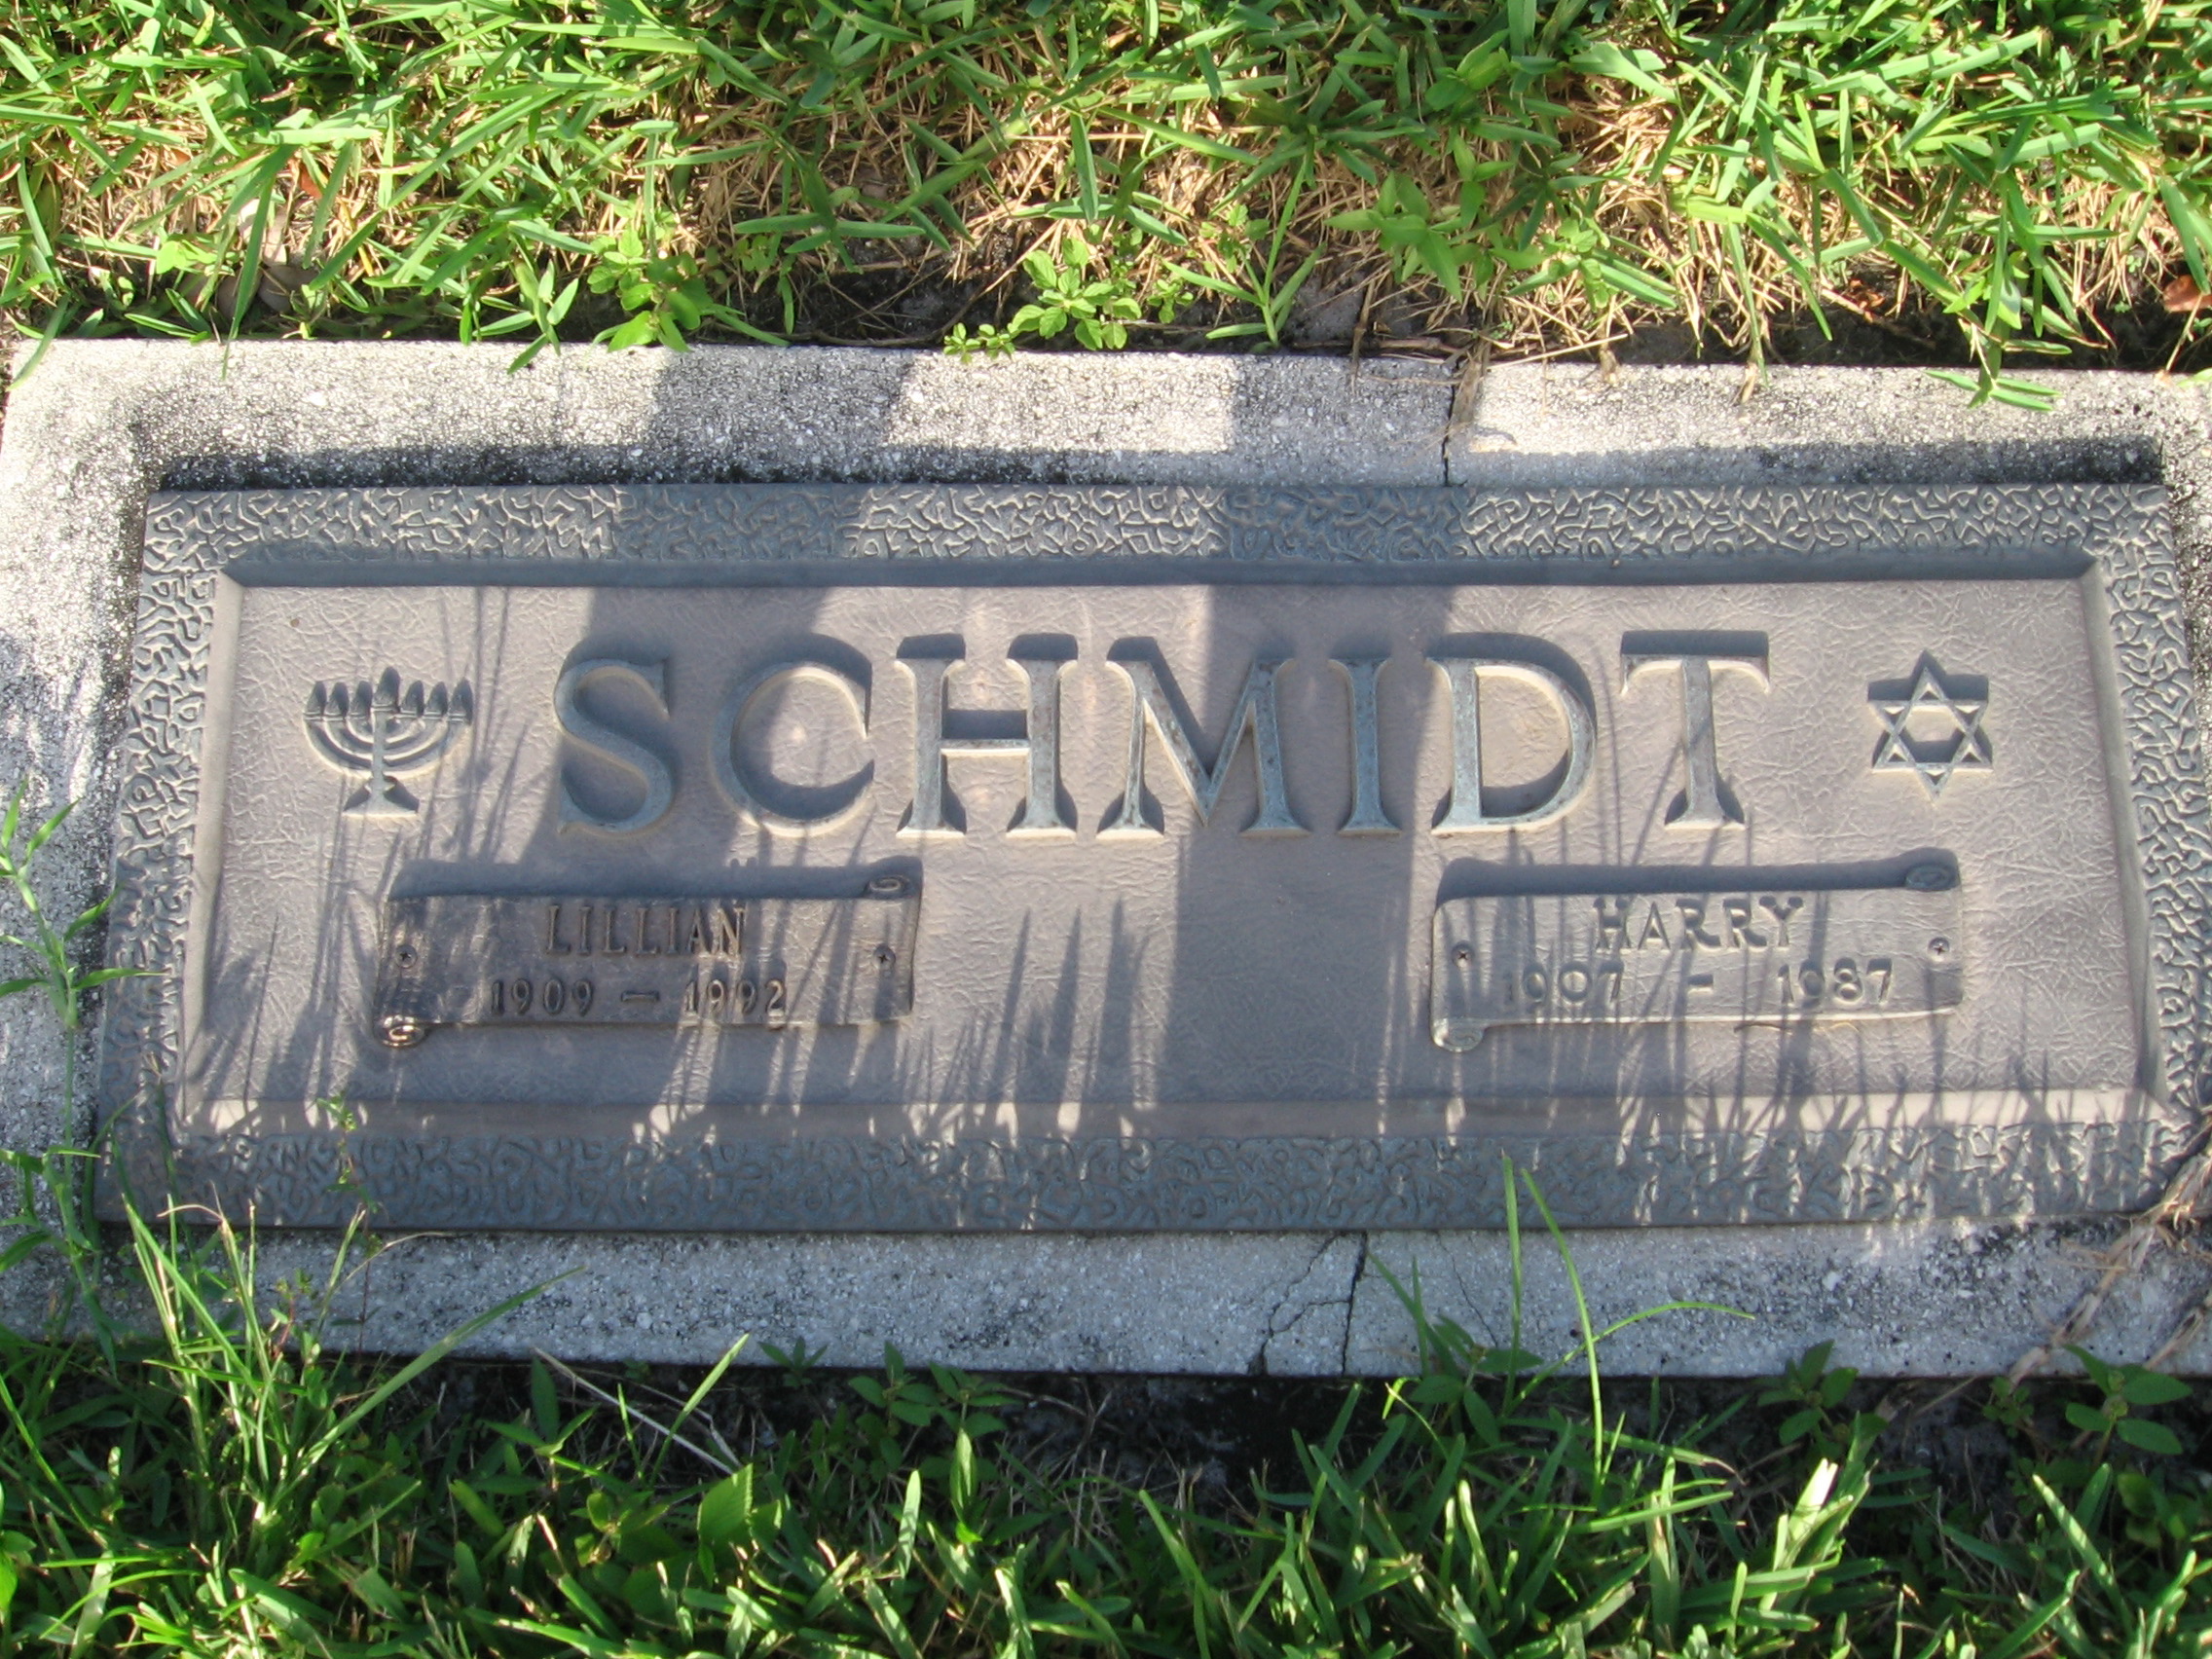 SCHMIDT
LILLIAN
1909 – 1992
HARRY
1907 - 1987